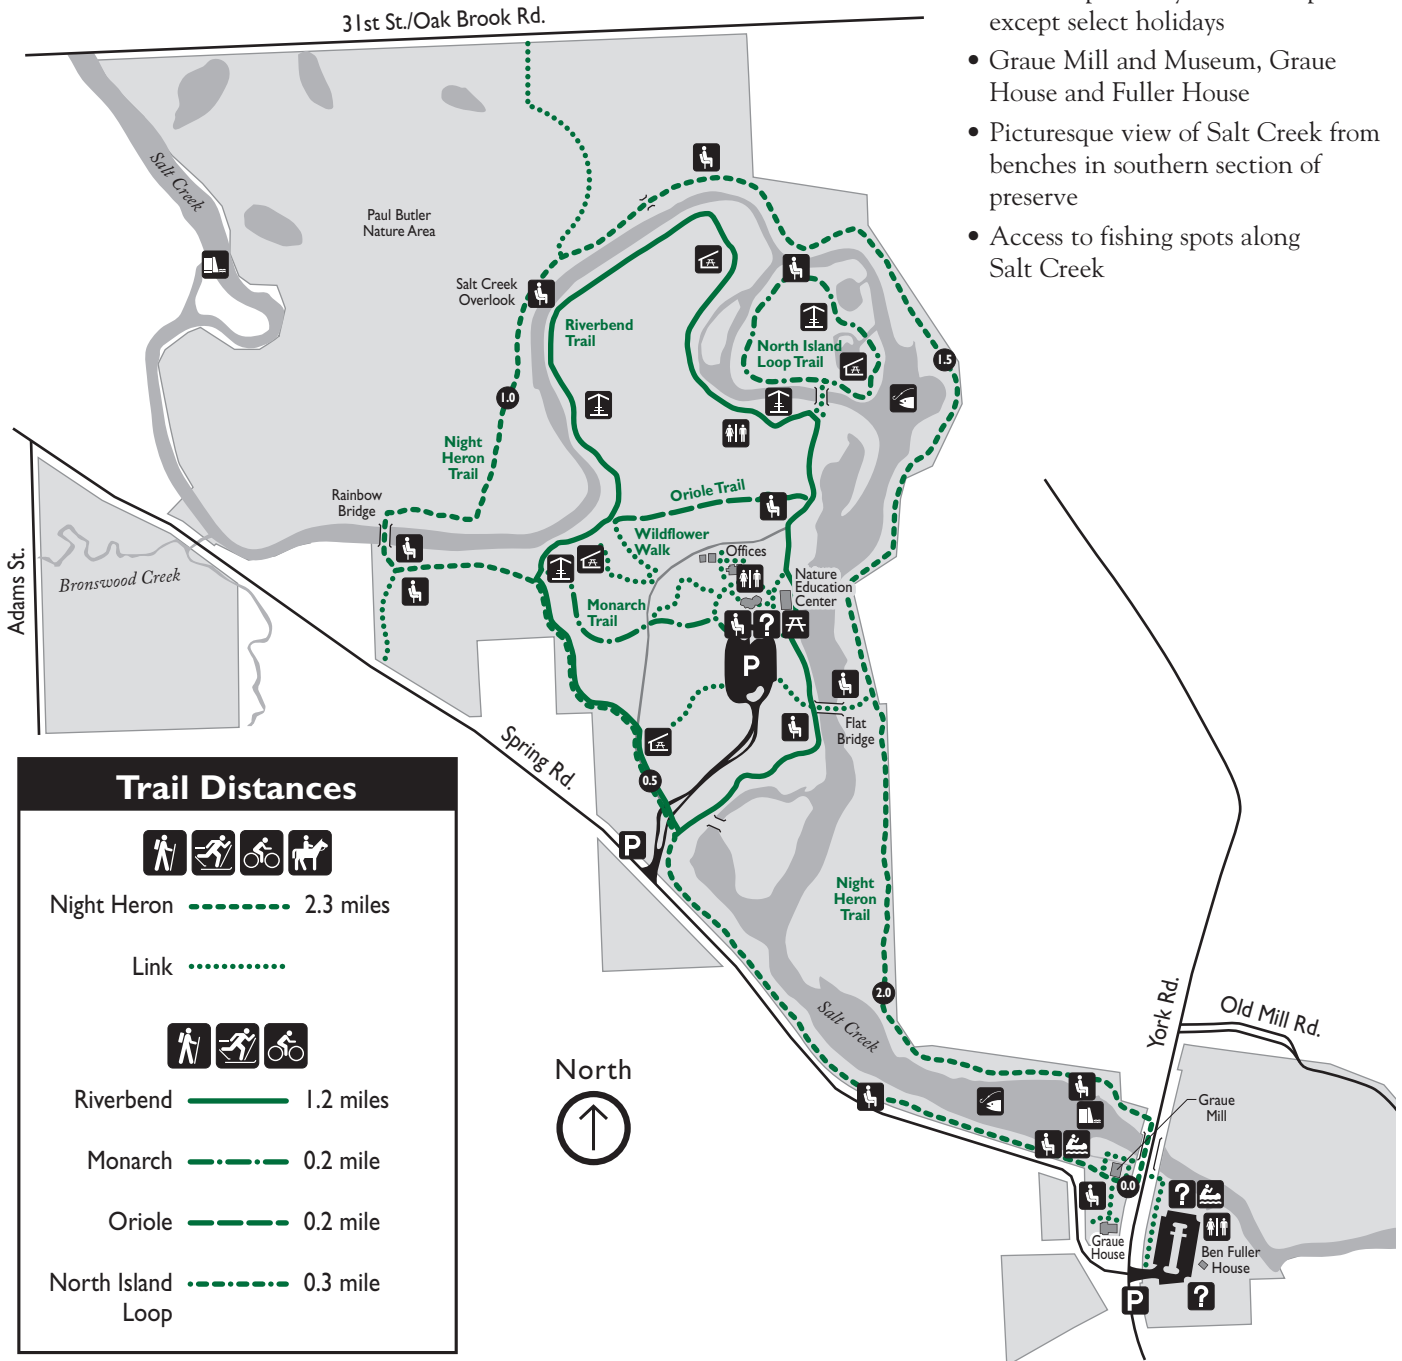 31st St./Oak Brook Rd.
except select holidays
• Graue Mill and Museum, Graue
House and Fuller House
• Picturesque view of Salt Creek from
benches in southern section of
preserve
• Access to fishing spots along
Salt Creek
Salt Creek
Paul Butler
Nature Area
Salt Creek
Overlook
Riverbend
Trail
North Island
Loop Trail
1.5
1.0
Night
Heron
Trail
Rainbow
Bridge
Oriole Trail
Wildflower
Walk
Offices
Nature
Education
Center
Monarch
Trail
?
P
Adams St.
Bronswood Creek
Flat
Bridge
Spring Rd.
0.5
P
Night
Heron
Trail
2.0
Salt Creek
York Rd.
Old Mill Rd.
North
Graue
Mill
0.0
?
Graue
House
Ben Fuller
House
P
?
Trail Distances
Night Heron 2.3 miles
Link
Riverbend 1.2 miles
Monarch 0.2 mile
Oriole 0.2 mile
North Island 0.3 mile
Loop